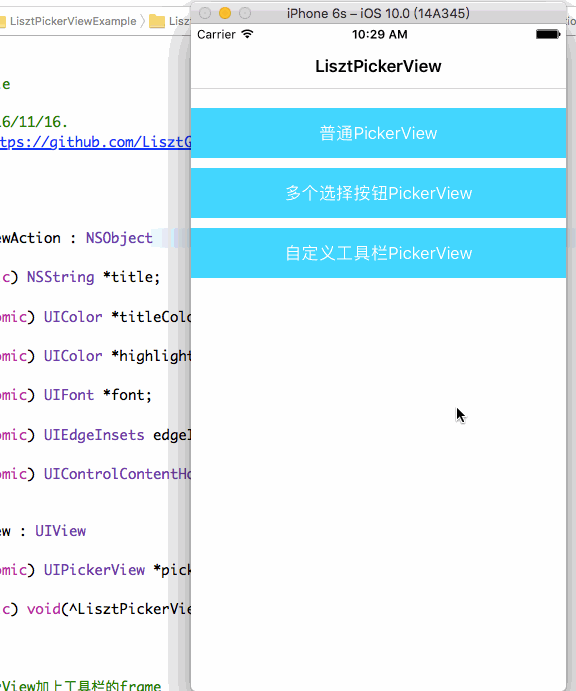 LisztPickerViewExample
iPhone 6s – iOS 10.0 (14A345)
Carrier
10:29 AM
LisztPickerView
普通PickerView
多个选择按钮PickerView
自定义工具栏PickerView
16/11/16.
ttps://github.com/LisztG
ewAction : NSObject
ic) NSString *title;
omic) UIColor *titleColo
omic) UIColor *highlight
omic) UIFont *font;
omic) UIEdgeInsets edgeI
omic) UIControlContentHo
ew : UIView
omic) UIPickerView *pick
ic) void(^LisztPickerVie
rView加上工具栏的frame